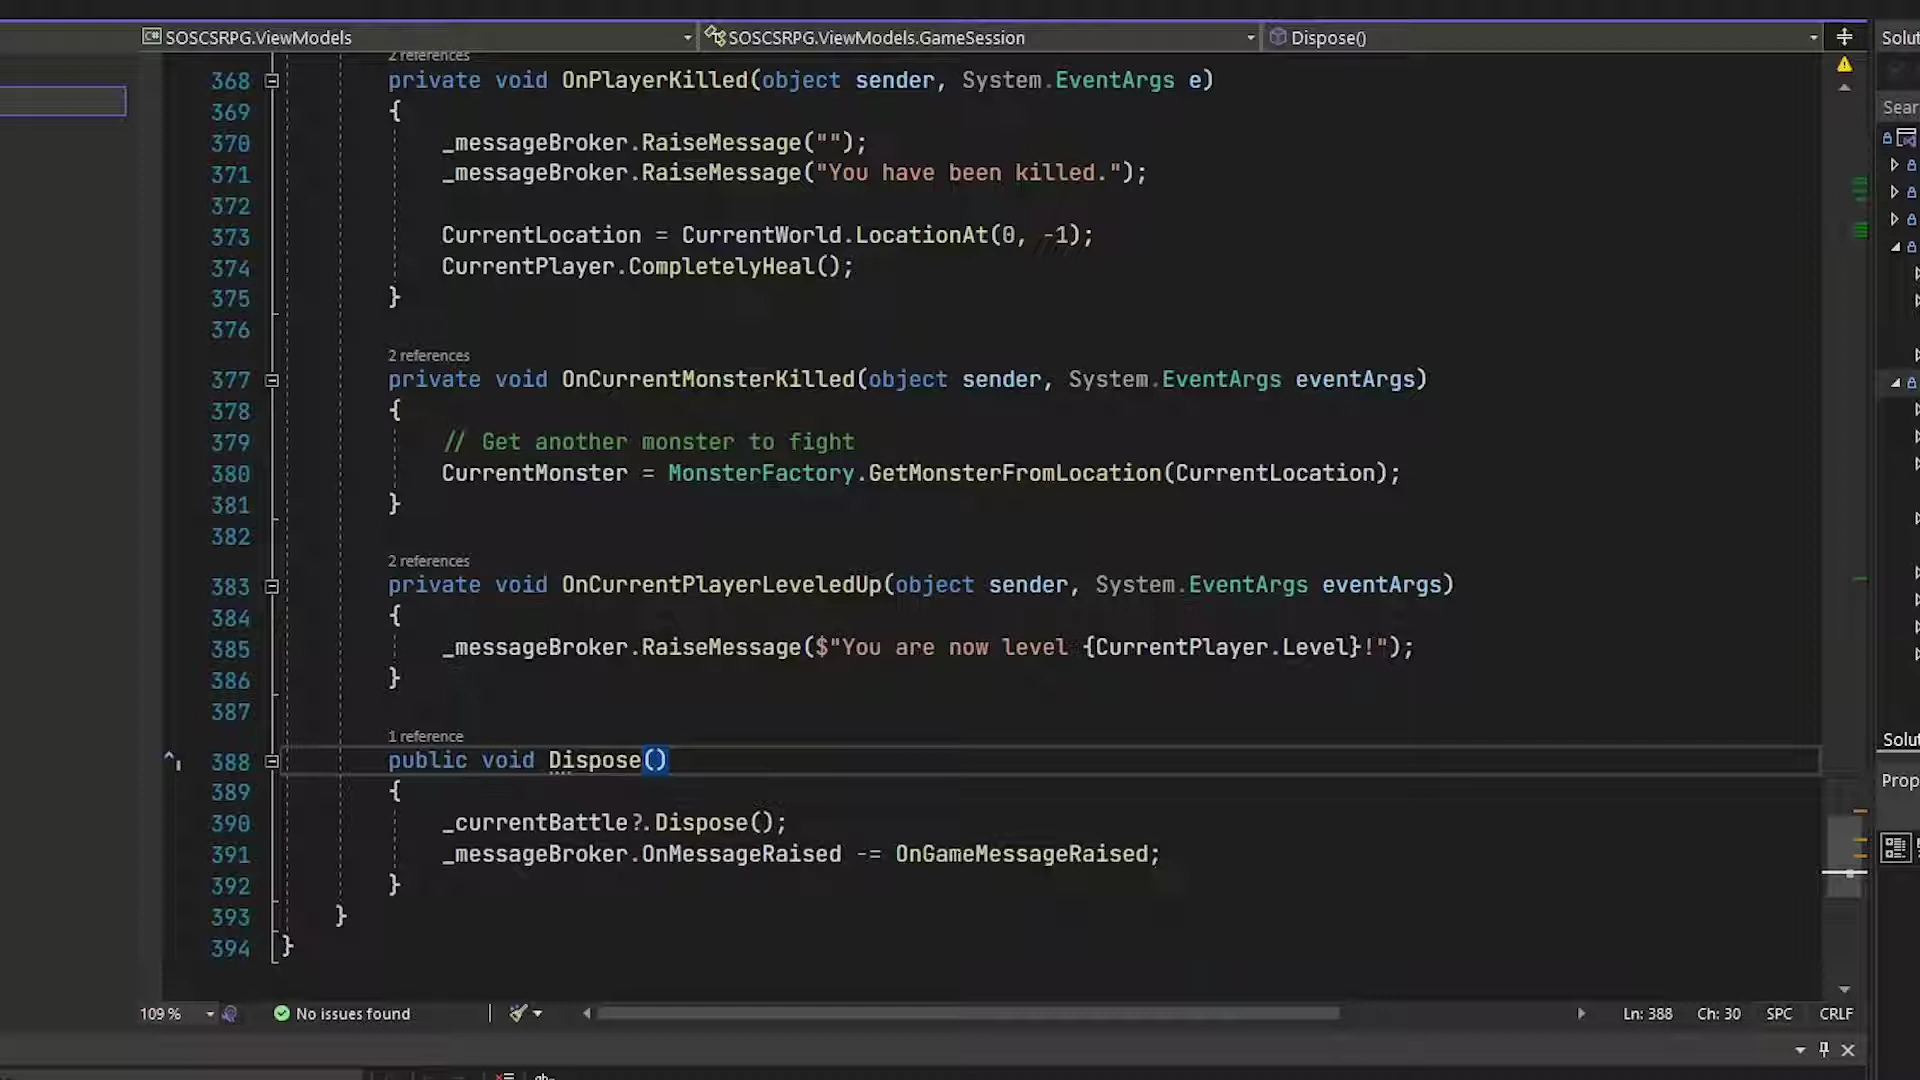 SOSCSRPG.ViewModels
SOSCSRPG.ViewModels.GameSession
Dispose()
2 references
368 private void OnPlayerKilled(object sender, System.EventArgs e)
369 {
370 _messageBroker.RaiseMessage("");
371 _messageBroker.RaiseMessage("You have been killed.");
372
373 CurrentLocation = CurrentWorld.LocationAt(0, -1);
374 CurrentPlayer.CompletelyHeal();
375 }
376
2 references
377 private void OnCurrentMonsterKilled(object sender, System.EventArgs eventArgs)
378 {
379 // Get another monster to fight
380 CurrentMonster = MonsterFactory.GetMonsterFromLocation(CurrentLocation);
381 }
382
2 references
383 private void OnCurrentPlayerLeveledUp(object sender, System.EventArgs eventArgs)
384 {
385 _messageBroker.RaiseMessage($"You are now level {CurrentPlayer.Level}!");
386 }
387
1 reference
388 public void Dispose()
389 {
390 _currentBattle?.Dispose();
391 _messageBroker.OnMessageRaised -= OnGameMessageRaised;
392 }
393 }
394 }
109 %
No issues found
Ln: 388 Ch: 30 SPC CRLF
Solut
Sear
Solut
Prop